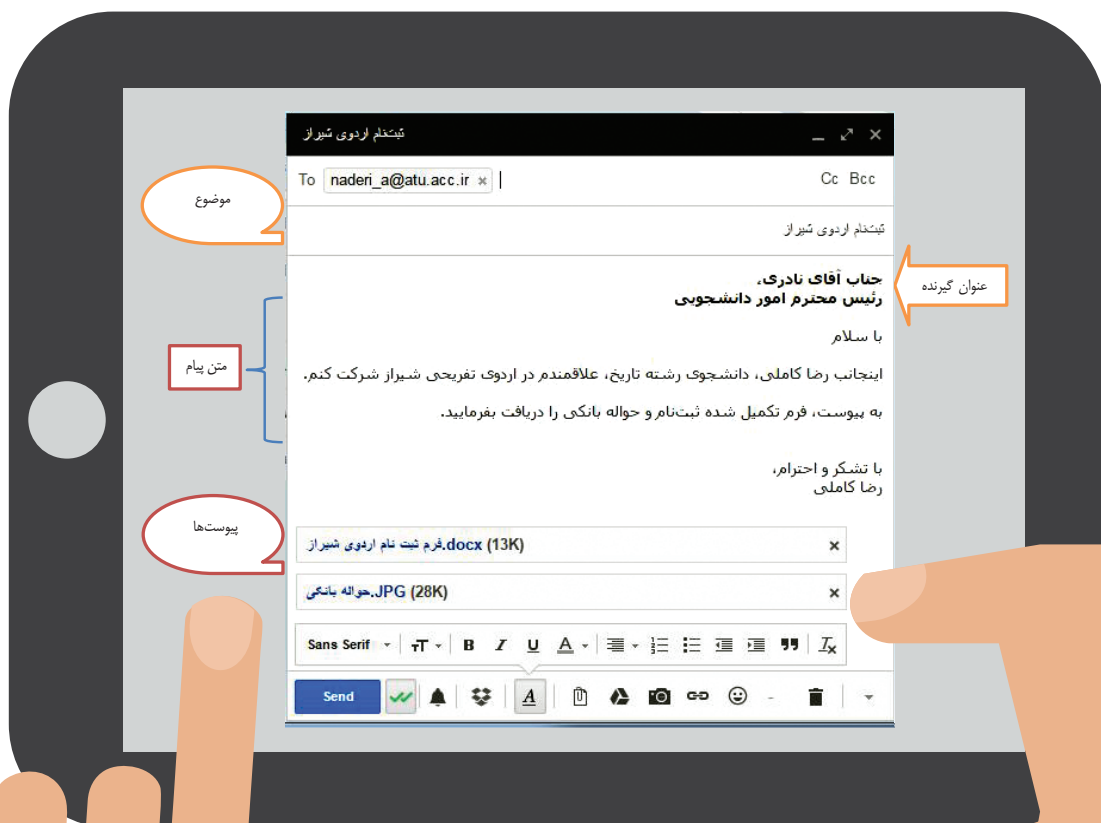 ثبت‌نام اردوی شیراز
To naderi_a@atu.acc.ir × Cc Bcc
موضوع
ثبت‌نام اردوی شیراز
جناب آقای نادری،
عنوان گیرنده
رئیس محترم امور دانشجویی
با سلام
متن پیام
اینجانب رضا کاملی، دانشجوی رشته تاریخ، علاقمندم در اردوی تفریحی شیراز شرکت کنم.
به پیوست، فرم تکمیل شده ثبت‌نام و حواله بانکی را دریافت بفرمایید.
با تشکر و احترام،
رضا کاملی
پیوست‌ها
فرم ثبت نام اردوی شیراز.docx (13K)
حواله بانکی.JPG (28K)
Sans Serif тT B I U A Tx
Send A